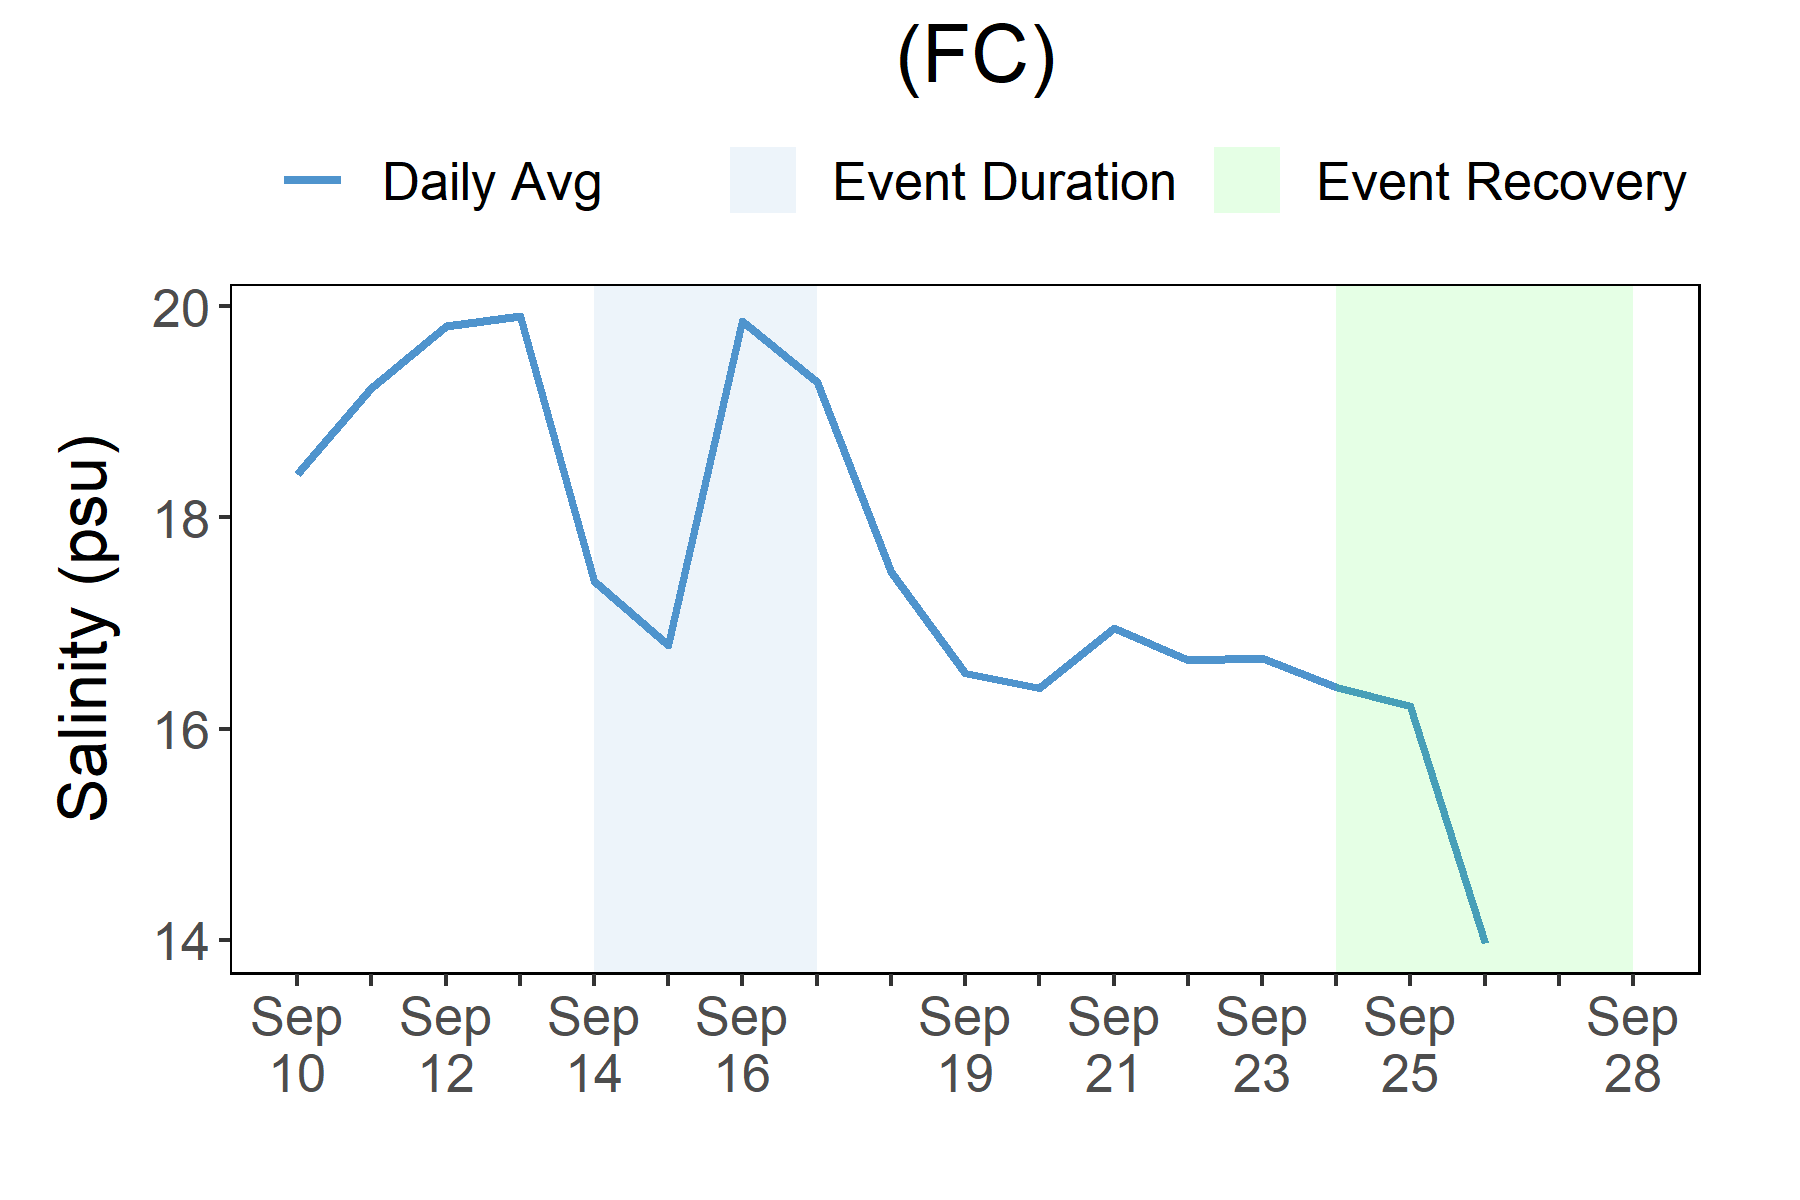 (FC)
Daily Avg
Event Duration
Event Recovery
Salinity (psu)
20
18
16
14
Sep
10
Sep
12
Sep
14
Sep
16
Sep
19
Sep
21
Sep
23
Sep
25
Sep
28